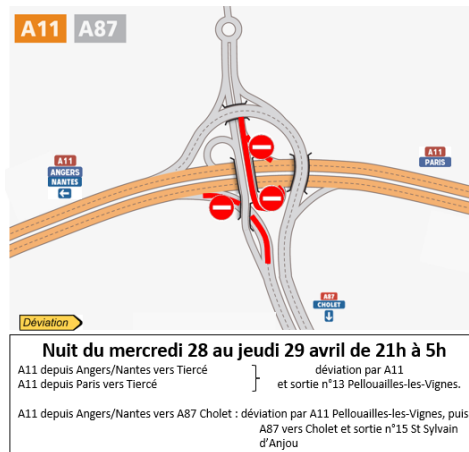 A11 A87
A11
PARIS
A11
ANGERS
NANTES
A87
CHOLET
Déviation
Nuit du mercredi 28 au jeudi 29 avril de 21h à 5h
A11 depuis Angers/Nantes vers Tiercé
A11 depuis Paris vers Tiercé
déviation par A11
et sortie n°13 Pellouailles-les-Vignes.
A11 depuis Angers/Nantes vers A87 Cholet : déviation par A11 Pellouailles-les-Vignes, puis
A87 vers Cholet et sortie n°15 St Sylvain
d'Anjou